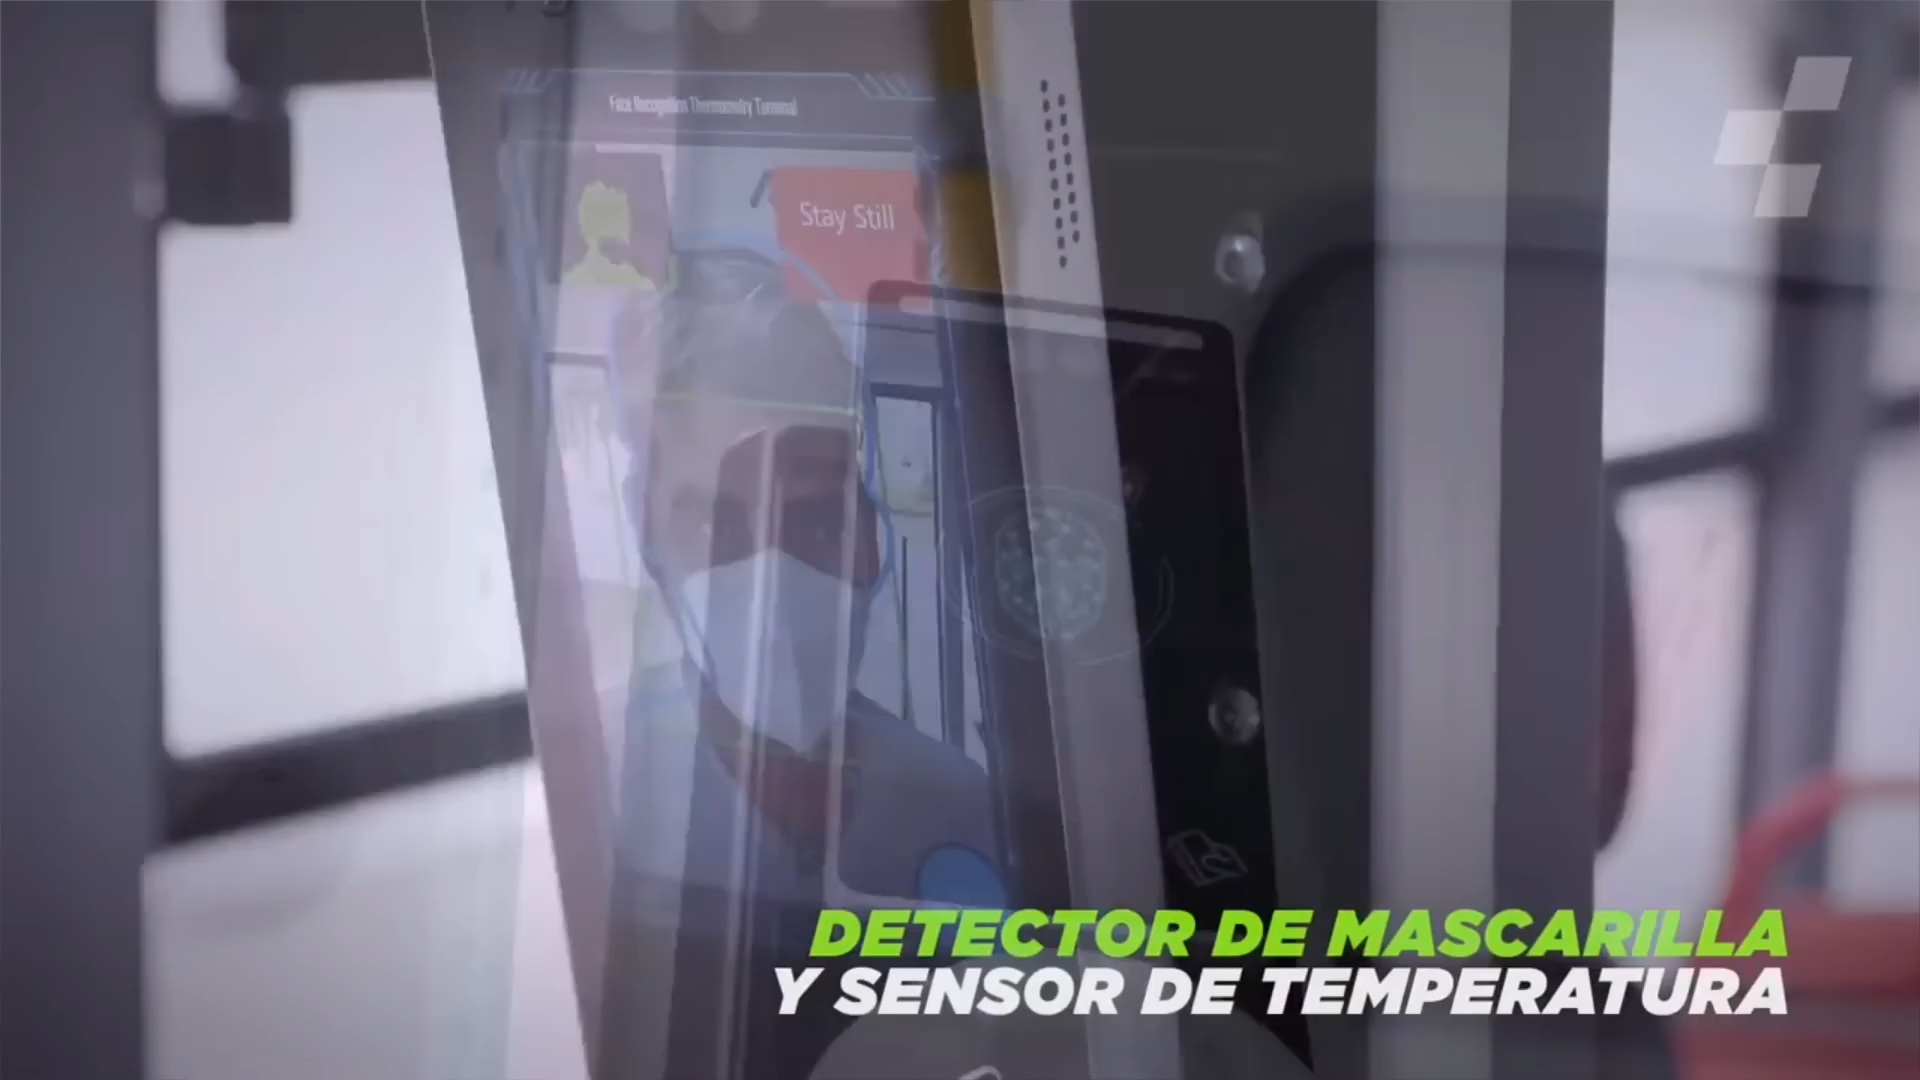 Face Recognition Thermometry Terminal
Stay Still
DETECTOR DE MASCARILLA
Y SENSOR DE TEMPERATURA